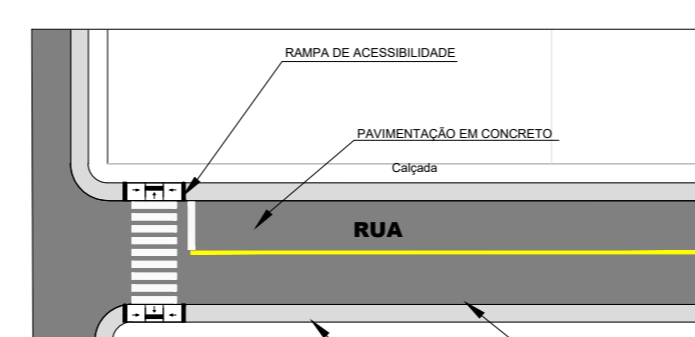 RAMPA DE ACESSIBILIDADE
PAVIMENTAÇÃO EM CONCRETO
Calçada
RUA